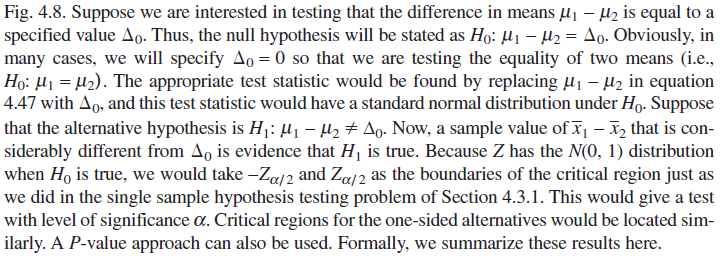 Fig. 4.8. Suppose we are interested in testing that the difference in means μ₁ − μ₂ is equal to a
specified value Δ₀. Thus, the null hypothesis will be stated as H₀: μ₁ − μ₂ = Δ₀. Obviously, in
many cases, we will specify Δ₀ = 0 so that we are testing the equality of two means (i.e.,
H₀: μ₁ = μ₂). The appropriate test statistic would be found by replacing μ₁ − μ₂ in equation
4.47 with Δ₀, and this test statistic would have a standard normal distribution under H₀. Suppose
that the alternative hypothesis is H₁: μ₁ − μ₂ ≠ Δ₀. Now, a sample value of x̅₁ − x̅₂ that is con-
siderably different from Δ₀ is evidence that H₁ is true. Because Z has the N(0, 1) distribution
when H₀ is true, we would take −Zα/2 and Zα/2 as the boundaries of the critical region just as
we did in the single sample hypothesis testing problem of Section 4.3.1. This would give a test
with level of significance α. Critical regions for the one-sided alternatives would be located sim-
ilarly. A P-value approach can also be used. Formally, we summarize these results here.